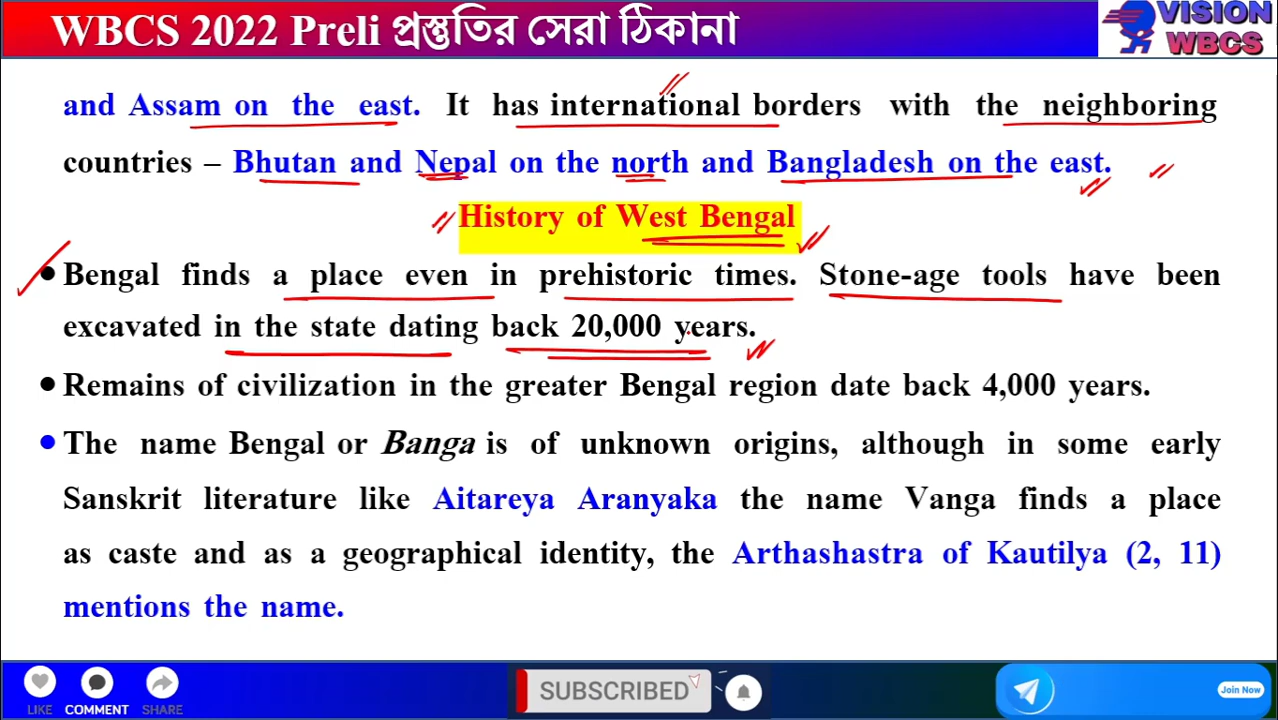 WBCS 2022 Preli প্রস্তুতির সেরা ঠিকানা
VISION
WBCS
and Assam on the east. It has international borders with the neighboring
countries – Bhutan and Nepal on the north and Bangladesh on the east.
History of West Bengal
• Bengal finds a place even in prehistoric times. Stone-age tools have been
excavated in the state dating back 20,000 years.
• Remains of civilization in the greater Bengal region date back 4,000 years.
• The name Bengal or Banga is of unknown origins, although in some early
Sanskrit literature like Aitareya Aranyaka the name Vanga finds a place
as caste and as a geographical identity, the Arthashastra of Kautilya (2, 11)
mentions the name.
LIKE COMMENT SHARE
SUBSCRIBED
Join Now